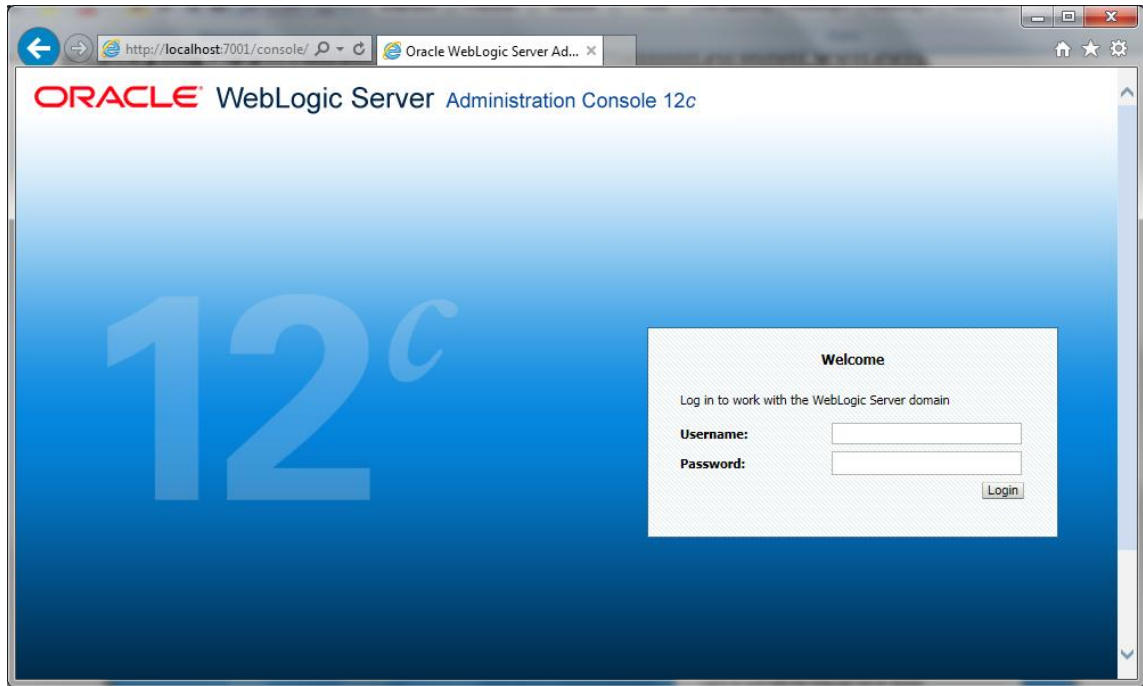 http://localhost:7001/console/
Oracle WebLogic Server Ad...
ORACLE WebLogic Server Administration Console 12c
12c
Welcome
Log in to work with the WebLogic Server domain
Username:
Password:
Login